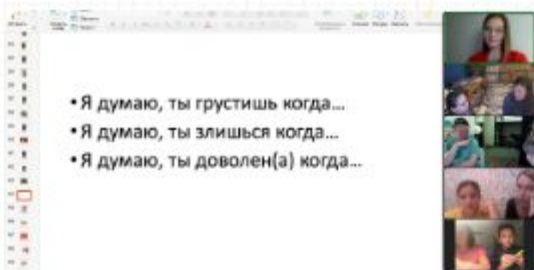 • Я думаю, ты грустишь когда...
• Я думаю, ты злишься когда...
• Я думаю, ты доволен(а) когда...